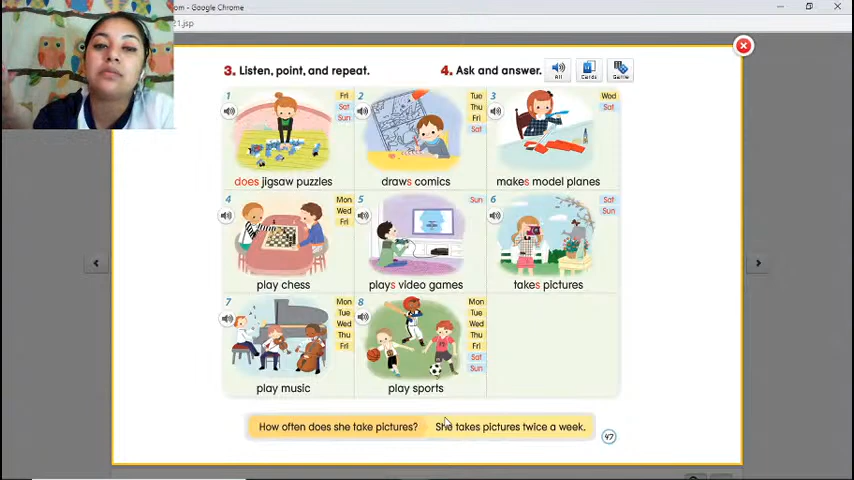 om - Google Chrome
21.jsp
3. Listen, point, and repeat.
4. Ask and answer.
All
Cards
Game
1
Fri
Sat
Sun
does jigsaw puzzles
2
Tue
Thu
Fri
Sat
draws comics
3
Wed
Sat
makes model planes
4
Mon
Wed
Fri
play chess
5
Sun
plays video games
6
Sat
Sun
takes pictures
7
Mon
Tue
Wed
Thu
Fri
play music
8
Mon
Tue
Wed
Thu
Fri
Sat
Sun
play sports
How often does she take pictures?
She takes pictures twice a week.
47